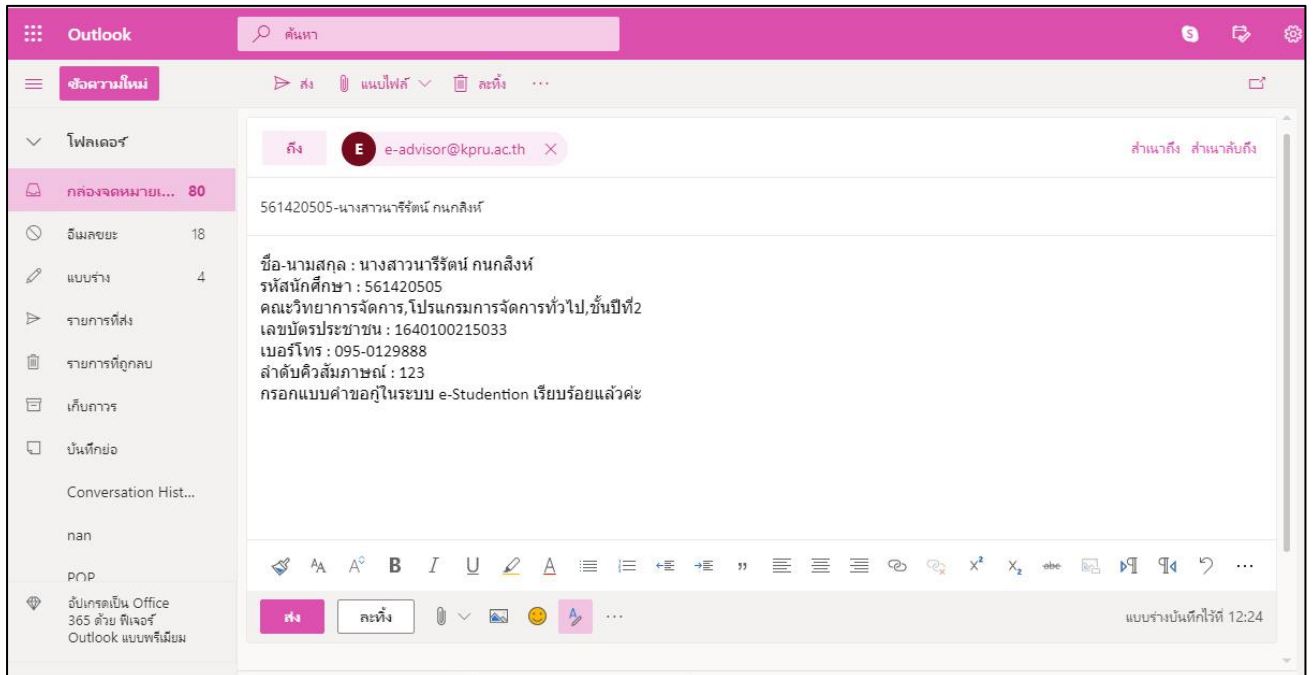 Outlook
ค้นหา
ข้อความใหม่
ส่ง แนบไฟล์ ละทิ้ง ...
โฟลเดอร์
กล่องจดหมายเ... 80
อีเมลขยะ 18
แบบร่าง 4
รายการที่ส่ง
รายการที่ถูกลบ
เก็บถาวร
บันทึกย่อ
Conversation Hist...
nan
POP
อัปเกรดเป็น Office
365 ด้วย ฟีเจอร์
Outlook แบบพรีเมียม
ถึง E e-advisor@kpru.ac.th สำเนาถึง สำเนาลับถึง
561420505-นางสาวนารีรัตน์ กนกสิงห์
ชื่อ-นามสกุล : นางสาวนารีรัตน์ กนกสิงห์
รหัสนักศึกษา : 561420505
คณะวิทยาการจัดการ,โปรแกรมการจัดการทั่วไป,ชั้นปีที่2
เลขบัตรประชาชน : 1640100215033
เบอร์โทร : 095-0129888
ลำดับคิวสัมภาษณ์ : 123
กรอกแบบคำขอกู้ในระบบ e-Studention เรียบร้อยแล้วค่ะ
ส่ง ละทิ้ง ... แบบร่างบันทึกไว้ที่ 12:24